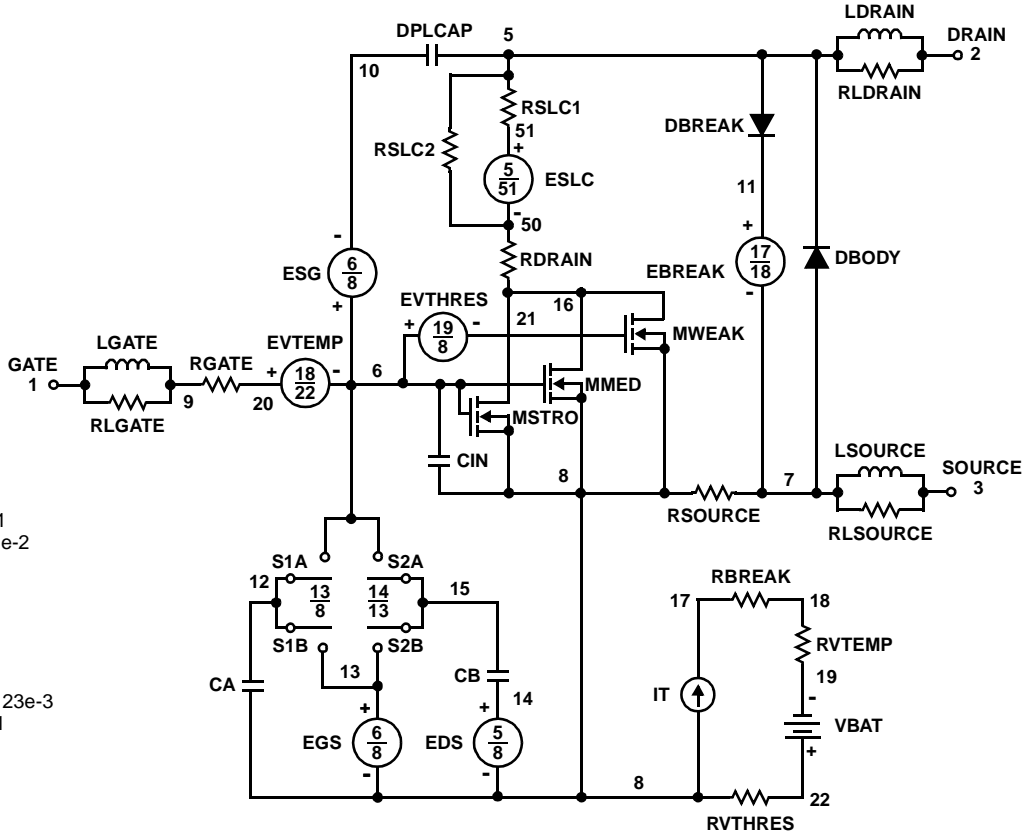 LDRAIN
DPLCAP
5
DRAIN
2
10
RLDRAIN
RSLC1
51
+
DBREAK
RSLC2
5
51
ESLC
-
50
11
-
+
ESG
6
8
RDRAIN
17
18
EBREAK
DBODY
+
-
EVTHRES
16
+
19
8
-
21
MWEAK
LGATE
EVTEMP
GATE
1
RGATE
+
18
22
-
6
MMED
9
20
RLGATE
MSTRO
LSOURCE
CIN
8
7
SOURCE
3
RSOURCE
RLSOURCE
1
e-2
S1A
S2A
12
13
8
14
13
15
RBREAK
17
18
S1B
S2B
RVTEMP
13
CB
19
CA
14
IT
-
23e-3
+
+
VBAT
EGS
6
8
EDS
5
8
+
-
-
8
22
RVTHRES